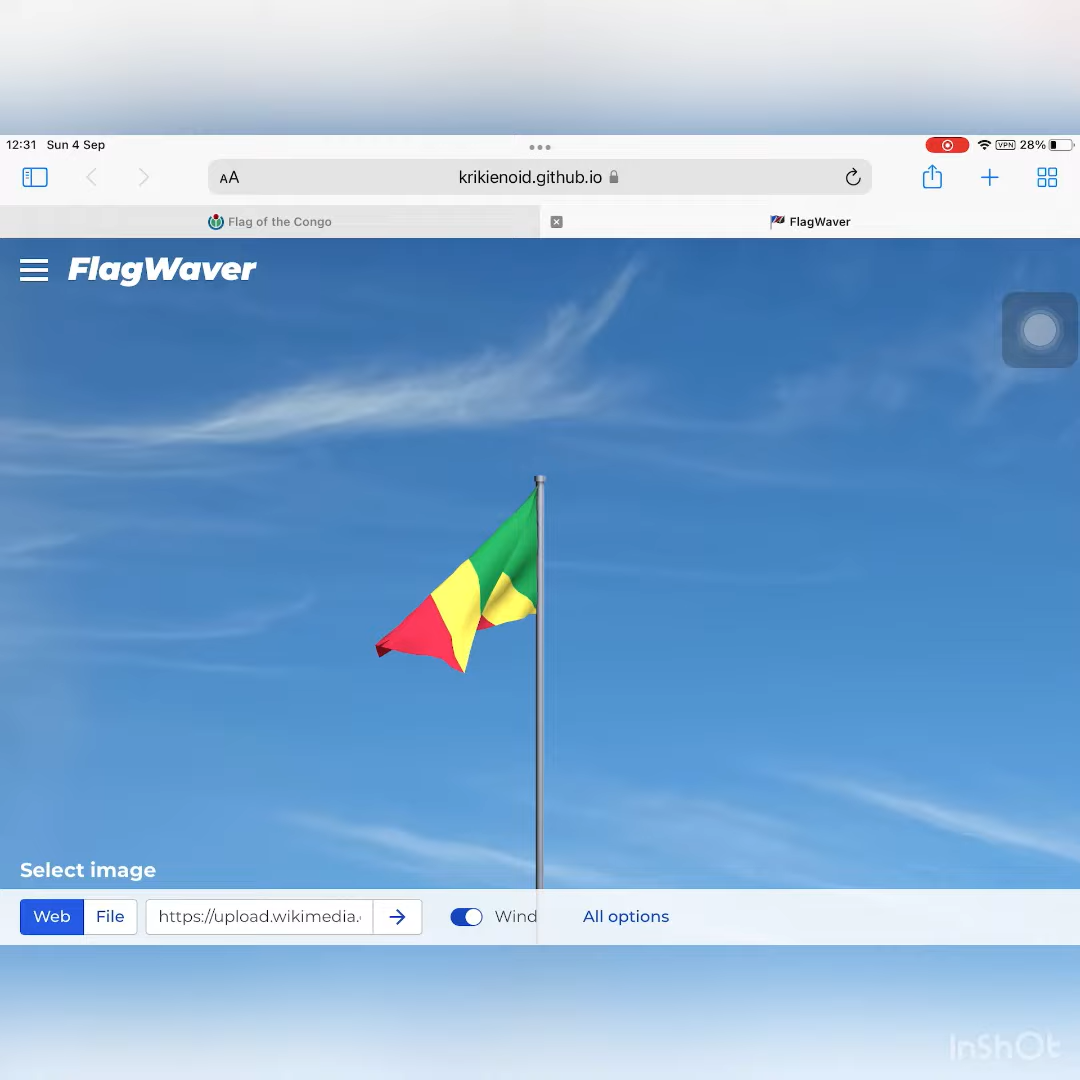 12:31 Sun 4 Sep
VPN 28%
AA krikienoid.github.io
Flag of the Congo
FlagWaver
FlagWaver
Select image
Web File https://upload.wikimedia. Wind All options
InShOt